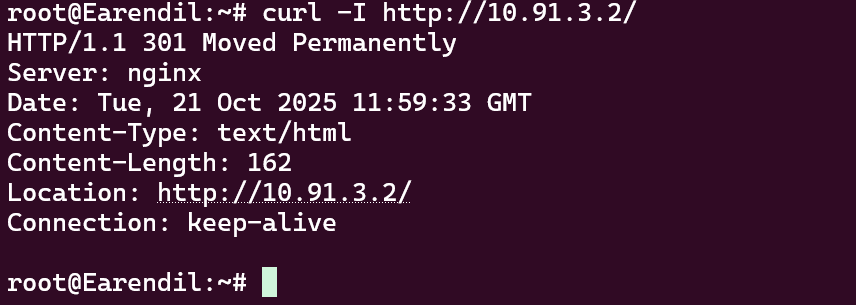 root@Earendil:~# curl -I http://10.91.3.2/
HTTP/1.1 301 Moved Permanently
Server: nginx
Date: Tue, 21 Oct 2025 11:59:33 GMT
Content-Type: text/html
Content-Length: 162
Location: http://10.91.3.2/
Connection: keep-alive
root@Earendil:~#